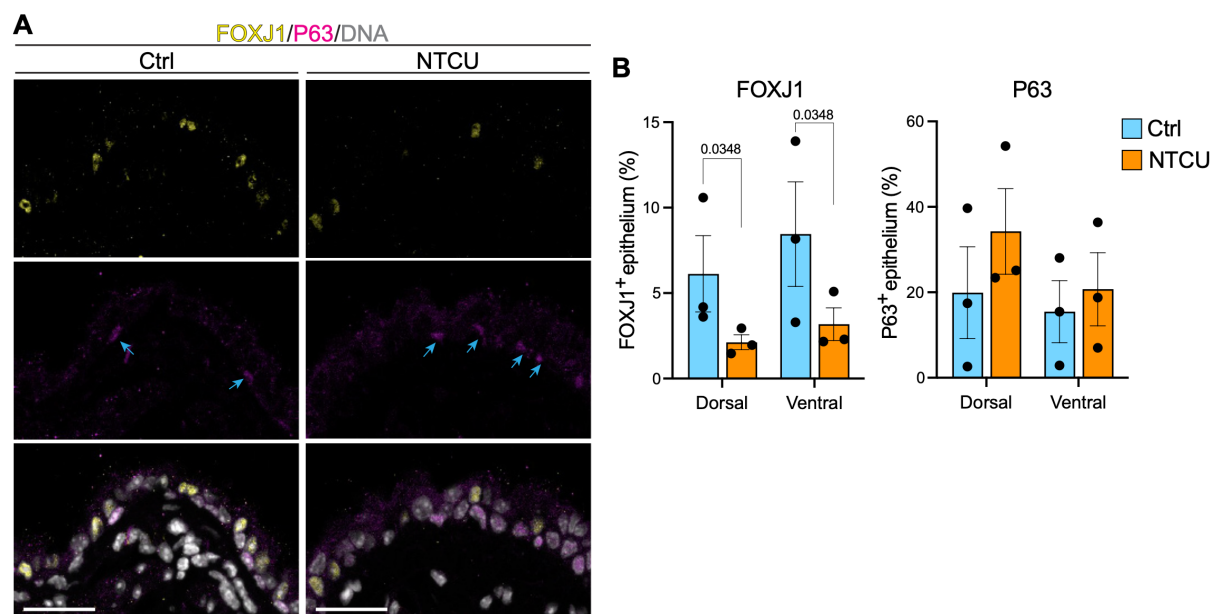 A
FOXJ1/P63/DNA
Ctrl
NTCU
B
FOXJ1
FOXJ1+ epithelium (%)
15
10
5
0
0.0348
0.0348
Dorsal
Ventral
P63
P63+ epithelium (%)
60
40
20
0
Dorsal
Ventral
Ctrl
NTCU